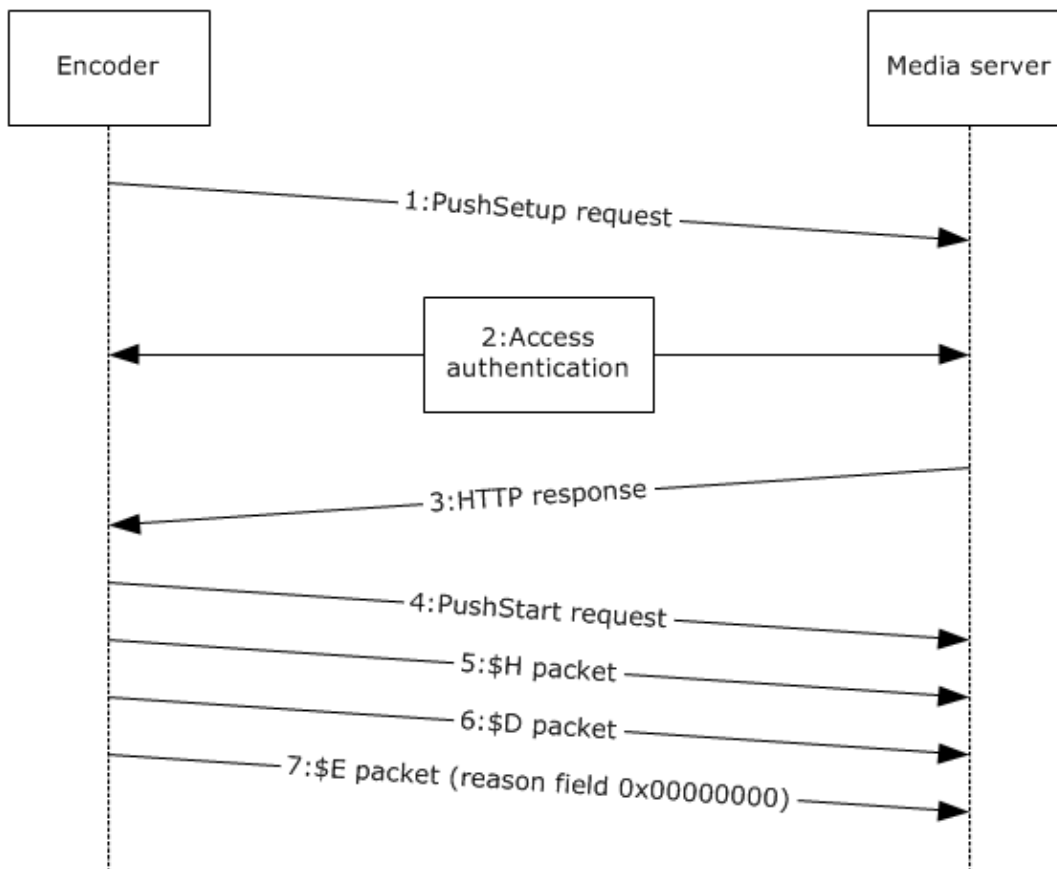 Encoder
Media server
1:PushSetup request
2:Access
authentication
3:HTTP response
4:PushStart request
5:$H packet
6:$D packet
7:$E packet (reason field 0x00000000)